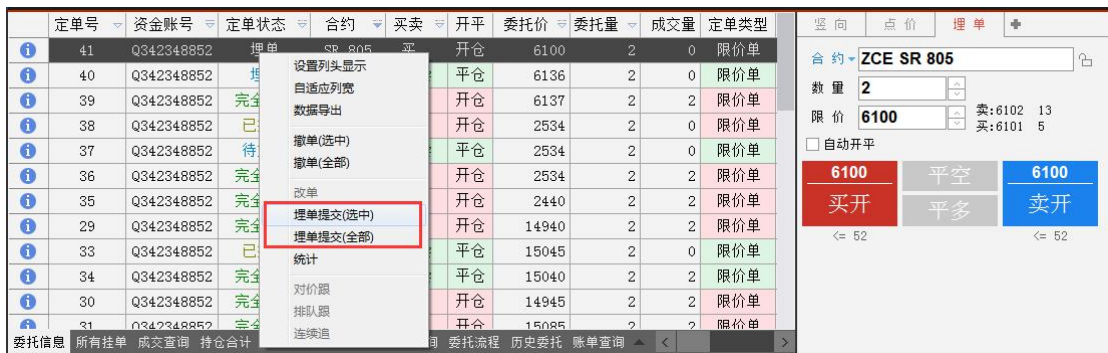 定单号 资金账号 定单状态 合约 买卖 开平 委托价 委托量 成交量 定单类型
41 Q342348852 埋单 SR 805 买 开仓 6100 2 0 限价单
40 Q342348852 平仓 6136 2 0 限价单
39 Q342348852 完全 开仓 6137 2 2 限价单
38 Q342348852 已 开仓 2534 2 0 限价单
37 Q342348852 待 平仓 2534 2 0 限价单
36 Q342348852 完全 开仓 2534 2 2 限价单
35 Q342348852 完全 开仓 2440 2 2 限价单
29 Q342348852 完全 开仓 14940 2 2 限价单
33 Q342348852 已 平仓 15045 2 0 限价单
34 Q342348852 完全 平仓 15040 2 2 限价单
30 Q342348852 完全 开仓 14945 2 2 限价单
31 Q342348852 完全 开仓 15085 2 2 限价单
委托信息 所有挂单 成交查询 持仓合计 委托流程 历史委托 账单查询
设置列头显示
自适应列宽
数据导出
撤单(选中)
撤单(全部)
改单
埋单提交(选中)
埋单提交(全部)
统计
对价跟
排队跟
连续追
竖向 点价 埋单
合约 ZCE SR 805
数量 2
限价 6100 卖:6102 13
买:6101 5
自动开平
6100 平空 6100
买开 平多 卖开
<= 52 <= 52